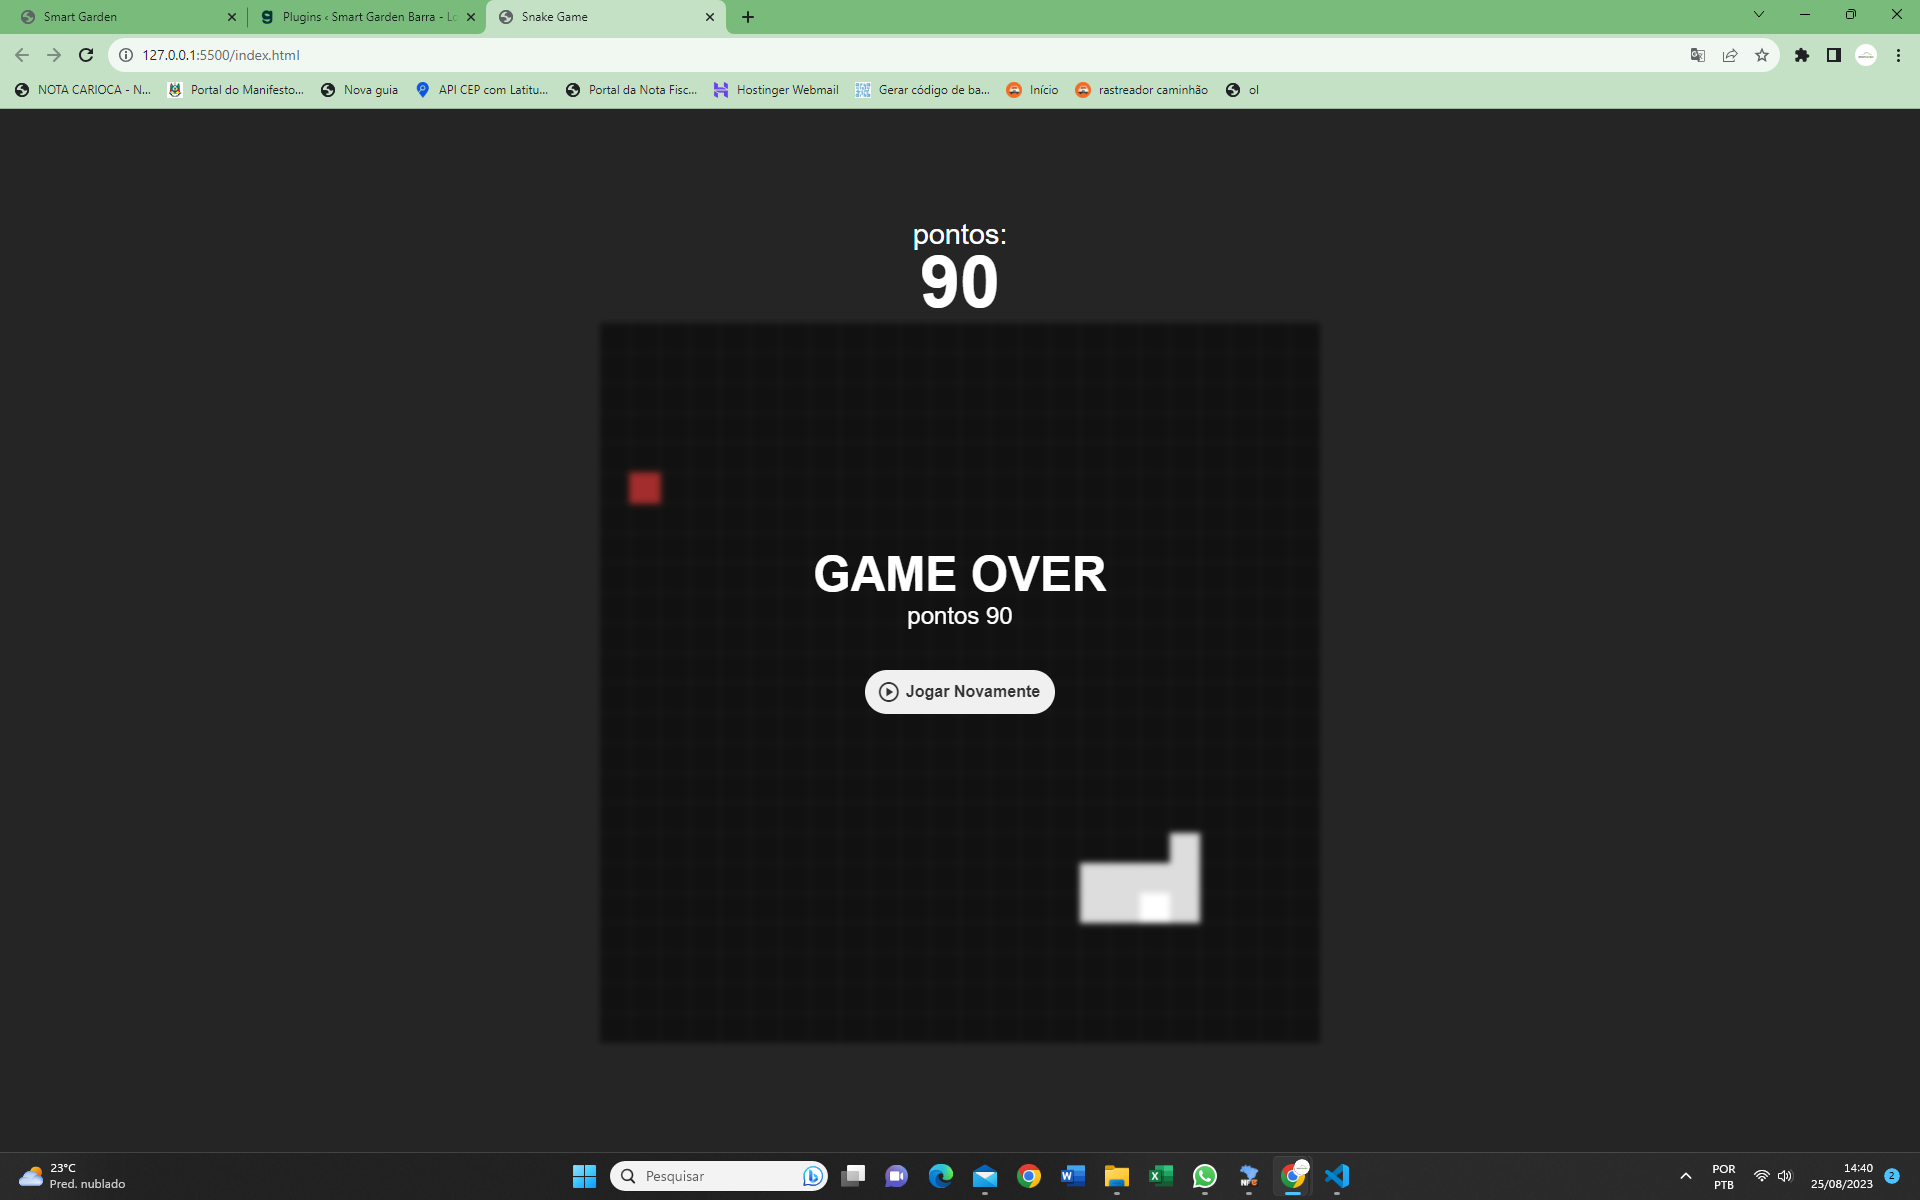 Smart Garden
Plugins ‹ Smart Garden Barra - Lo
Snake Game
127.0.0.1:5500/index.html
NOTA CARIOCA - N...
Portal do Manifesto...
Nova guia
API CEP com Latitu...
Portal da Nota Fisc...
Hostinger Webmail
Gerar código de ba...
Início
rastreador caminhão
ol
pontos:
90
GAME OVER
pontos 90
Jogar Novamente
23°C
Pred. nublado
Pesquisar
POR
PTB
14:40
25/08/2023
2